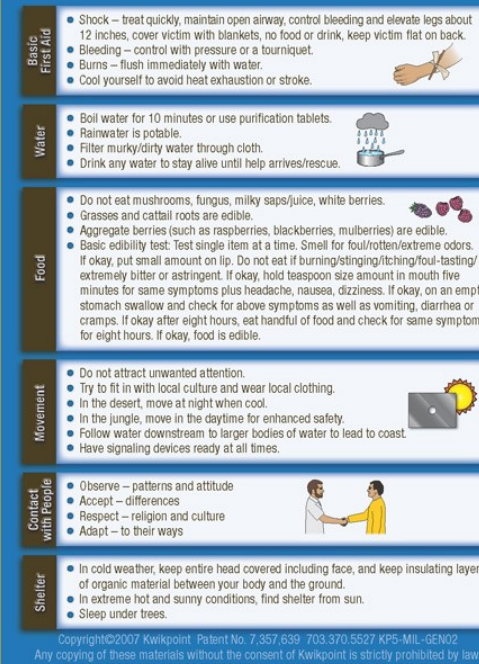 Basic
First Aid
• Shock – treat quickly, maintain open airway, control bleeding and elevate legs about
12 inches, cover victim with blankets, no food or drink, keep victim flat on back.
• Bleeding – control with pressure or a tourniquet.
• Burns – flush immediately with water.
• Cool yourself to avoid heat exhaustion or stroke.
Water
• Boil water for 10 minutes or use purification tablets.
• Rainwater is potable.
• Filter murky/dirty water through cloth.
• Drink any water to stay alive until help arrives/rescue.
Food
• Do not eat mushrooms, fungus, milky saps/juice, white berries.
• Grasses and cattail roots are edible.
• Aggregate berries (such as raspberries, blackberries, mulberries) are edible.
• Basic edibility test: Test single item at a time. Smell for foul/rotten/extreme odors.
If okay, put small amount on lip. Do not eat if burning/stinging/itching/foul-tasting/
extremely bitter or astringent. If okay, hold teaspoon size amount in mouth five
minutes for same symptoms plus headache, nausea, dizziness. If okay, on an empt
stomach swallow and check for above symptoms as well as vomiting, diarrhea or
cramps. If okay after eight hours, eat handful of food and check for same symptom
for eight hours. If okay, food is edible.
Movement
• Do not attract unwanted attention.
• Try to fit in with local culture and wear local clothing.
• In the desert, move at night when cool.
• In the jungle, move in the daytime for enhanced safety.
• Follow water downstream to larger bodies of water to lead to coast.
• Have signaling devices ready at all times.
Contact
with People
• Observe – patterns and attitude
• Accept – differences
• Respect – religion and culture
• Adapt – to their ways
Shelter
• In cold weather, keep entire head covered including face, and keep insulating layer
of organic material between your body and the ground.
• In extreme hot and sunny conditions, find shelter from sun.
• Sleep under trees.
Copyright©2007 Kwikpoint Patent No. 7,357,639 703.370.5527 KP5-MIL-GEN02
Any copying of these materials without the consent of Kwikpoint is strictly prohibited by law